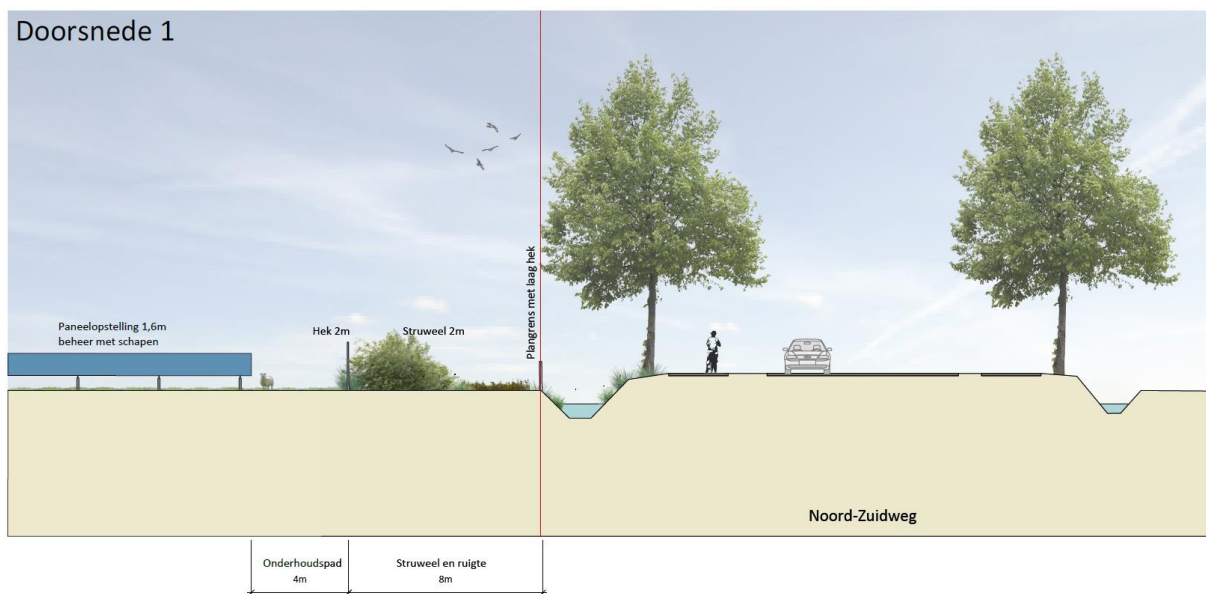 Doorsnede 1
Plangrens met laag hek
Paneelopstelling 1,6m
beheer met schapen
Hek 2m
Struweel 2m
Noord-Zuidweg
Onderhoudspad
4m
Struweel en ruigte
8m